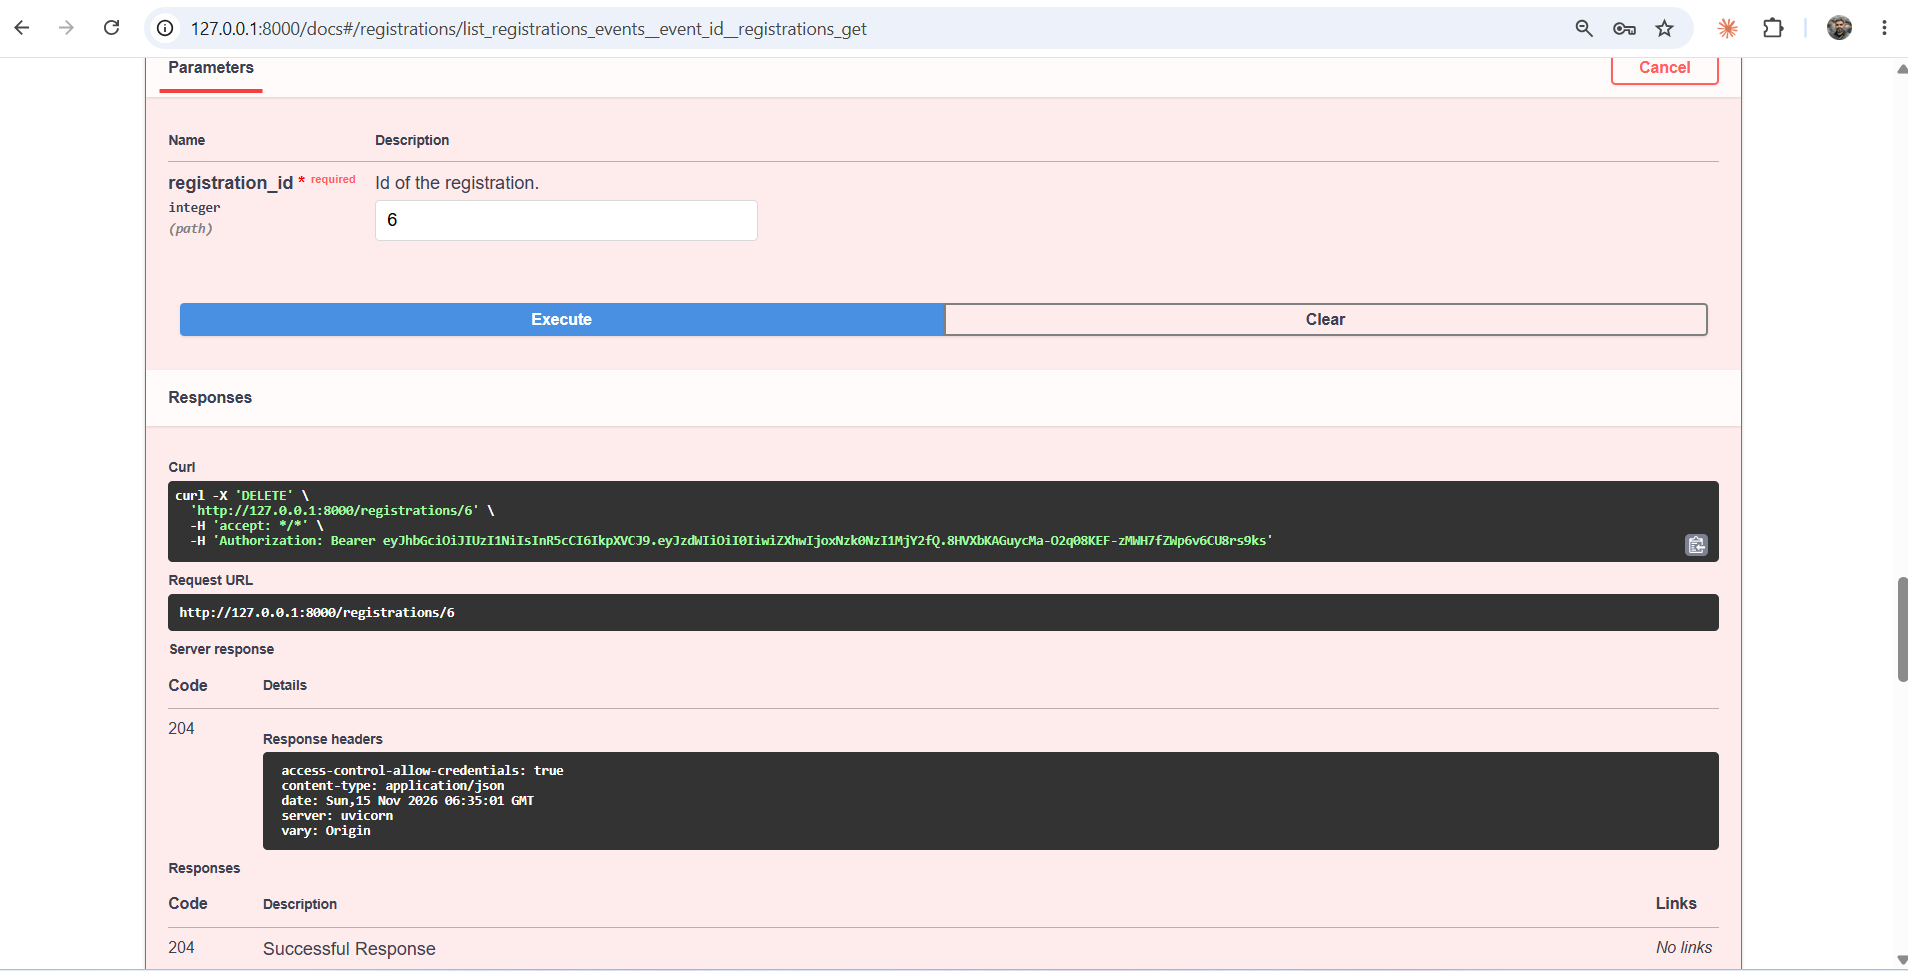 127.0.0.1:8000/docs#/registrations/list_registrations_events__event_id__registrations_get
Parameters
Cancel
Name Description
registration_id * required Id of the registration.
integer
(path)
6
Execute Clear
Responses
Curl
curl -X 'DELETE' \
'http://127.0.0.1:8000/registrations/6' \
-H 'accept: */*' \
-H 'Authorization: Bearer eyJhbGciOiJIUzI1NiIsInR5cCI6IkpXVCJ9.eyJzdWIiOiI0IiwiZXhwIjoxNzk0NzI1MjY2fQ.8HVXbKAGuycMa-O2q08KEF-zMWH7fZWp6v6CU8rs9ks'
Request URL
http://127.0.0.1:8000/registrations/6
Server response
Code Details
204
Response headers
access-control-allow-credentials: true
content-type: application/json
date: Sun,15 Nov 2026 06:35:01 GMT
server: uvicorn
vary: Origin
Responses
Code Description Links
204 Successful Response No links